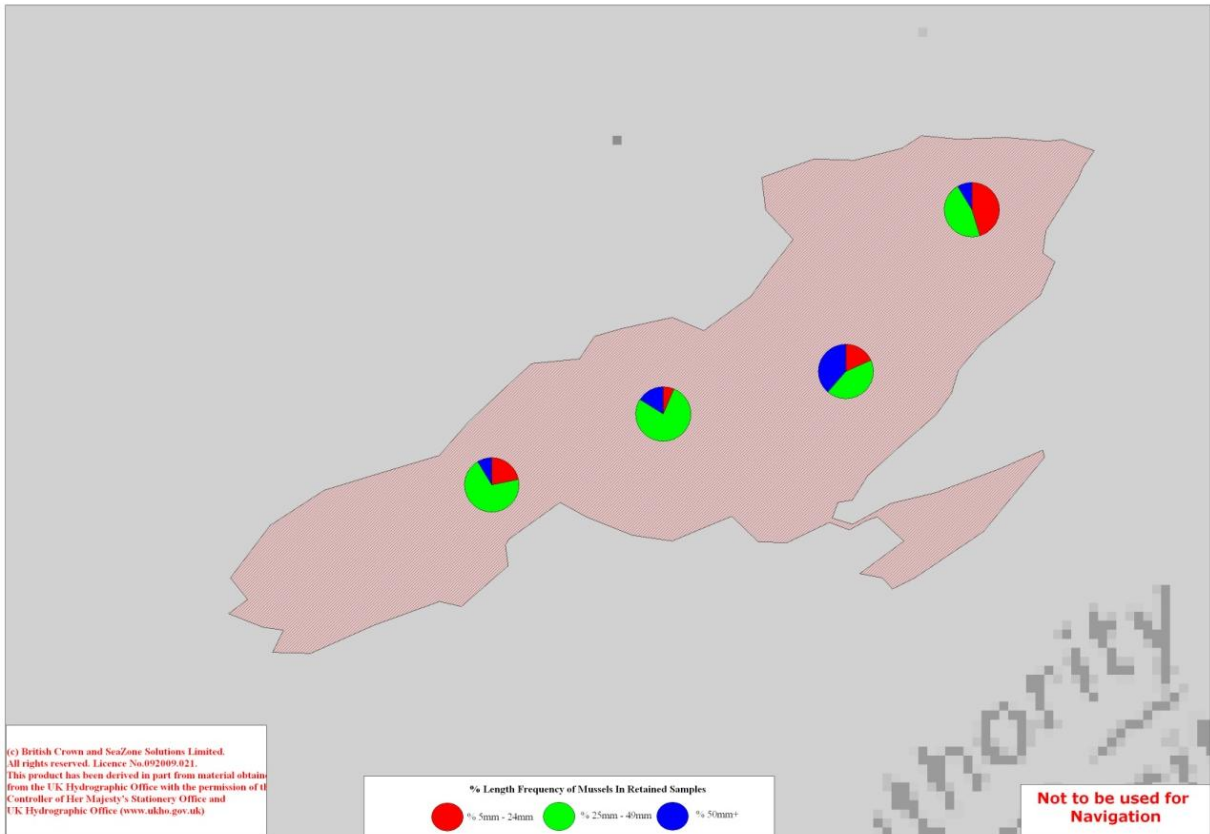 (c) British Crown and SeaZone Solutions Limited.
All rights reserved. Licence No.092009.021.
This product has been derived in part from material obtaine
from the UK Hydrographic Office with the permission of th
Controller of Her Majesty's Stationery Office and
UK Hydrographic Office (www.ukho.gov.uk)
% Length Frequency of Mussels In Retained Samples
% 5mm - 24mm % 25mm - 49mm % 50mm+
Not to be used for
Navigation